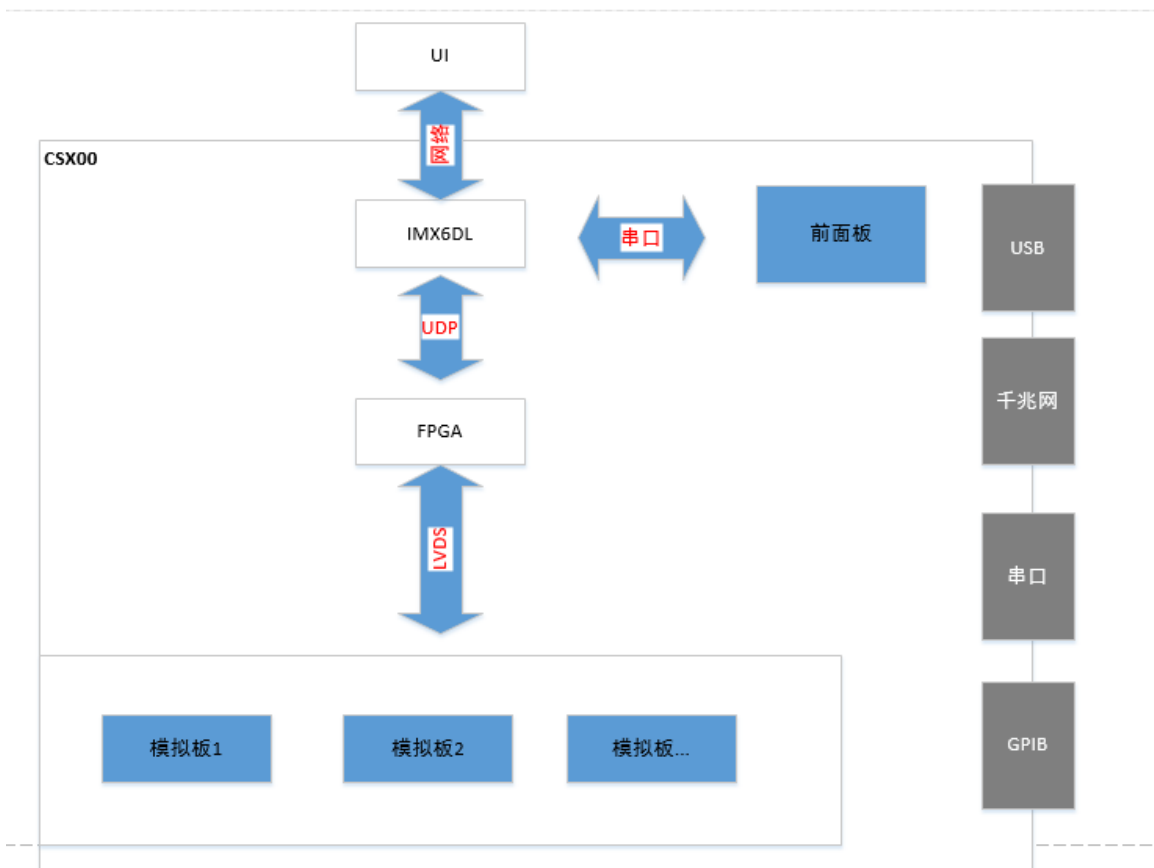 UI
网络
CSX00
IMX6DL
串口
前面板
USB
UDP
千兆网
FPGA
LVDS
串口
模拟板1
模拟板2
模拟板...
GPIB